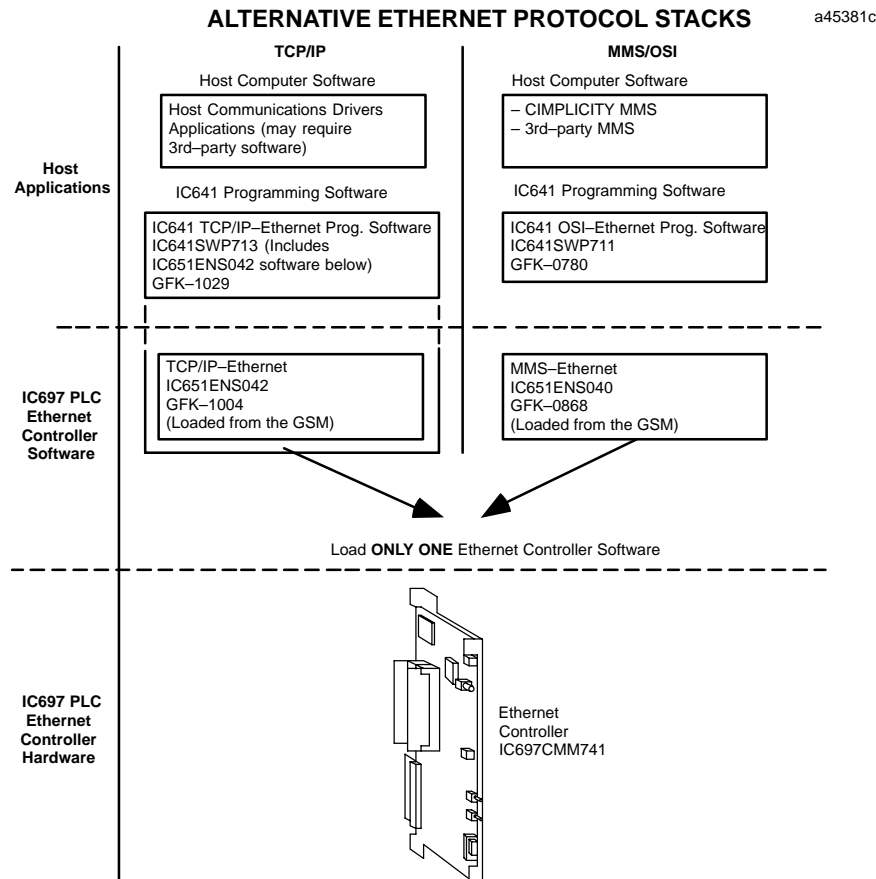 ALTERNATIVE ETHERNET PROTOCOL STACKS
a45381c
TCP/IP
MMS/OSI
Host Computer Software
Host Computer Software
Host Communications Drivers
Applications (may require
3rd–party software)
– CIMPLICITY MMS
– 3rd–party MMS
Host
Applications
IC641 Programming Software
IC641 Programming Software
IC641 TCP/IP–Ethernet Prog. Software
IC641SWP713 (Includes
IC651ENS042 software below)
GFK–1029
IC641 OSI–Ethernet Prog. Software
IC641SWP711
GFK–0780
IC697 PLC
Ethernet
Controller
Software
TCP/IP–Ethernet
IC651ENS042
GFK–1004
(Loaded from the GSM)
MMS–Ethernet
IC651ENS040
GFK–0868
(Loaded from the GSM)
Load ONLY ONE Ethernet Controller Software
IC697 PLC
Ethernet
Controller
Hardware
Ethernet
Controller
IC697CMM741